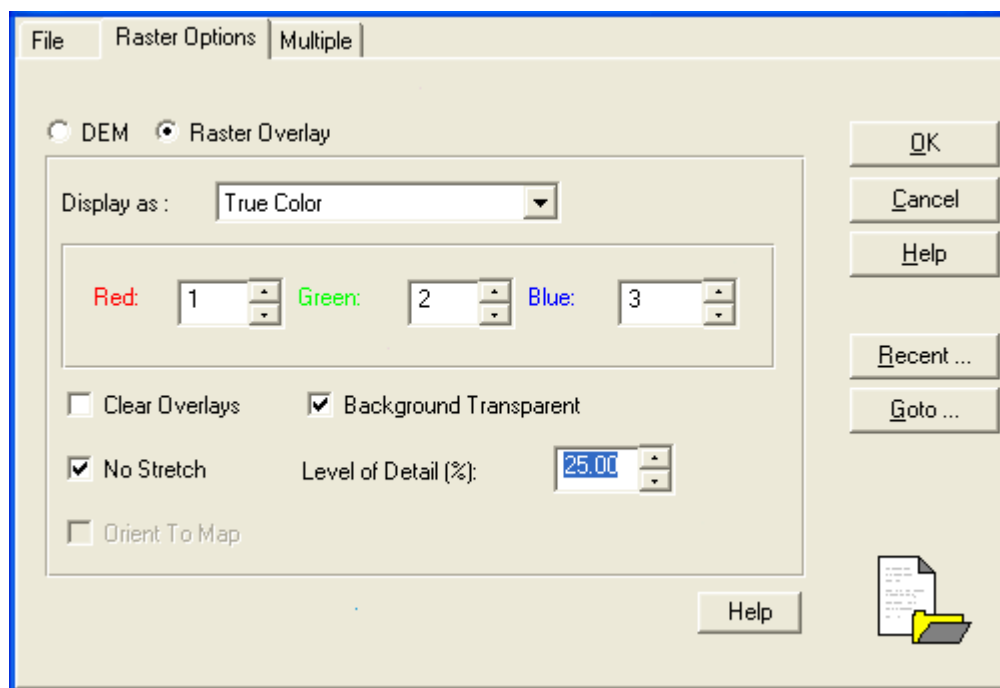 File Raster Options Multiple
DEM Raster Overlay
Display as : True Color
Red: 1 Green: 2 Blue: 3
Clear Overlays Background Transparent
No Stretch Level of Detail (%): 25.00
Orient To Map
Help
OK
Cancel
Help
Recent ...
Goto ...